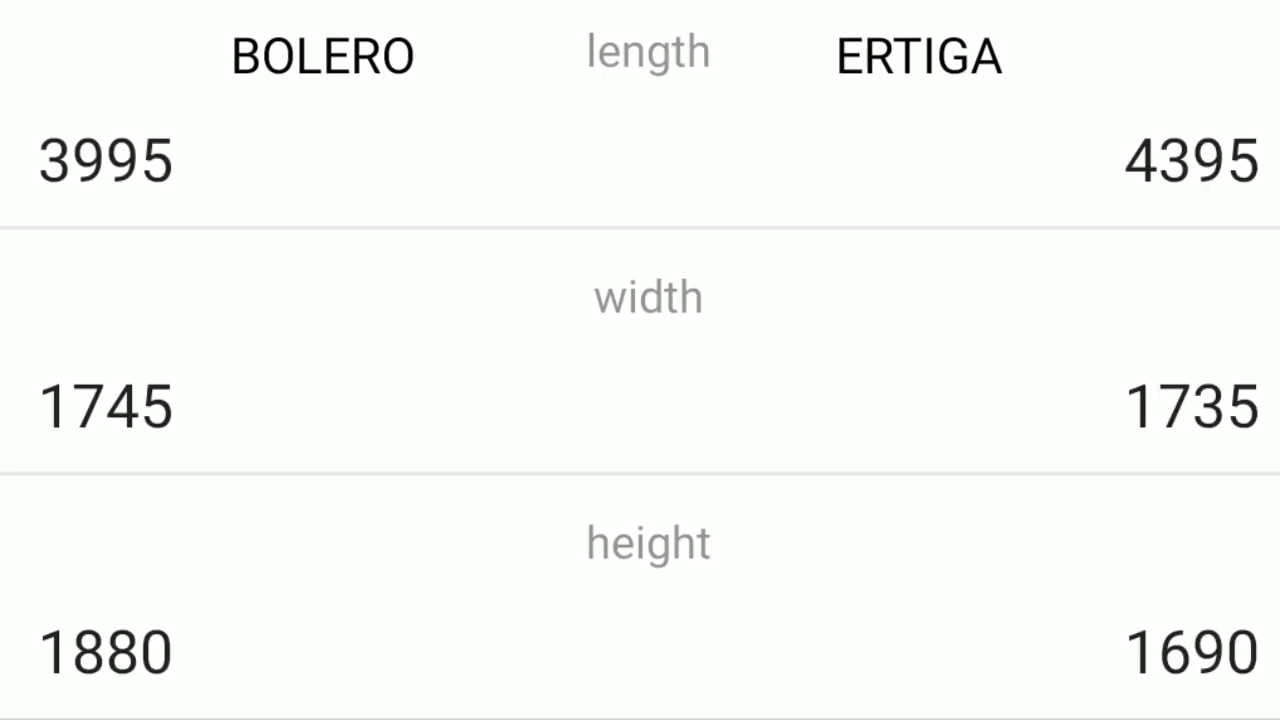 BOLERO length ERTIGA
3995 4395
width
1745 1735
height
1880 1690